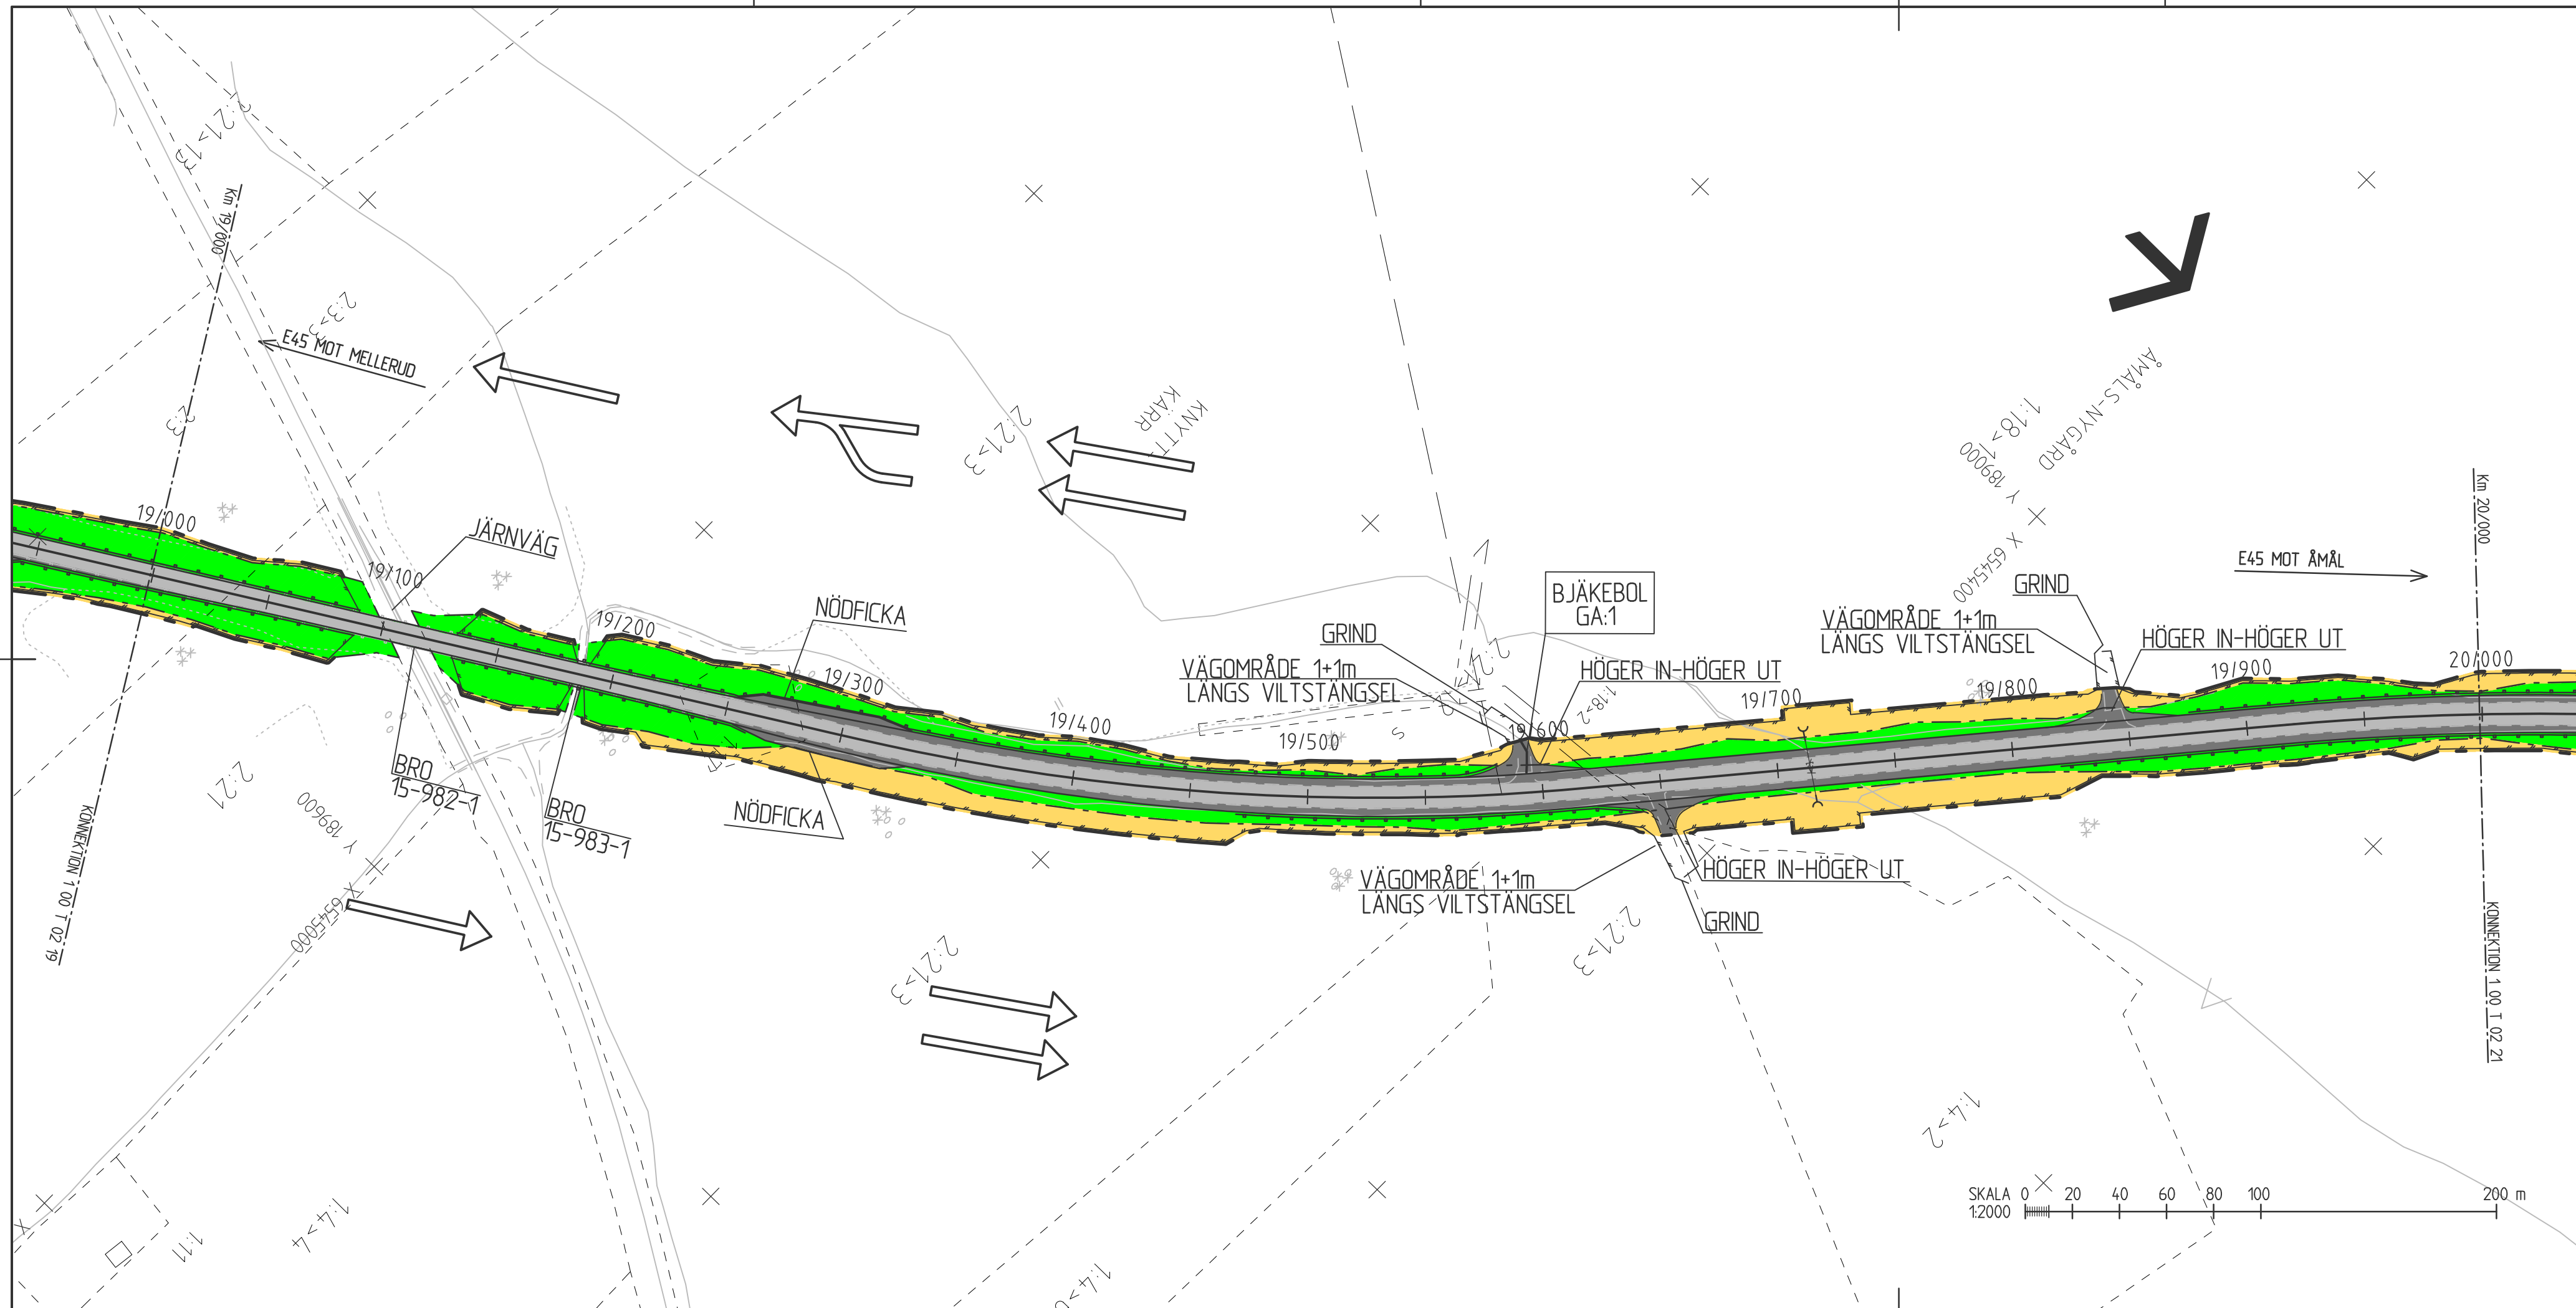 2:21>13
Km 19/000
2:3>3
E45 MOT MELLERUD
2:3
KNYTT-
KÄRR
2:21>3
ÅMÅLS-NYGÅRD
1:18>10
Y 189000
X 6545400
Km 20/000
E45 MOT ÅMÅL
19/000
JÄRNVÄG
19/100
NÖDFICKA
19/200
19/300
19/400
19/500
BJÄKEBOL
GA:1
GRIND
VÄGOMRÅDE 1+1m
LÄNGS VILTSTÄNGSEL
HÖGER IN-HÖGER UT
19/600
1:18>2
S
19/700
GRIND
VÄGOMRÅDE 1+1m
LÄNGS VILTSTÄNGSEL
HÖGER IN-HÖGER UT
19/800
19/900
20/000
2:21
Y 189600
X 6545000
BRO
15-982-1
BRO
15-983-1
NÖDFICKA
VÄGOMRÅDE 1+1m
LÄNGS VILTSTÄNGSEL
HÖGER IN-HÖGER UT
GRIND
KONNEKTION 1 00 T 02 19
KONNEKTION 1 00 T 02 21
2:21>3
2:21>3
1:4>2
1:11
1:4>4
SKALA
1:2000
0 20 40 60 80 100 200 m